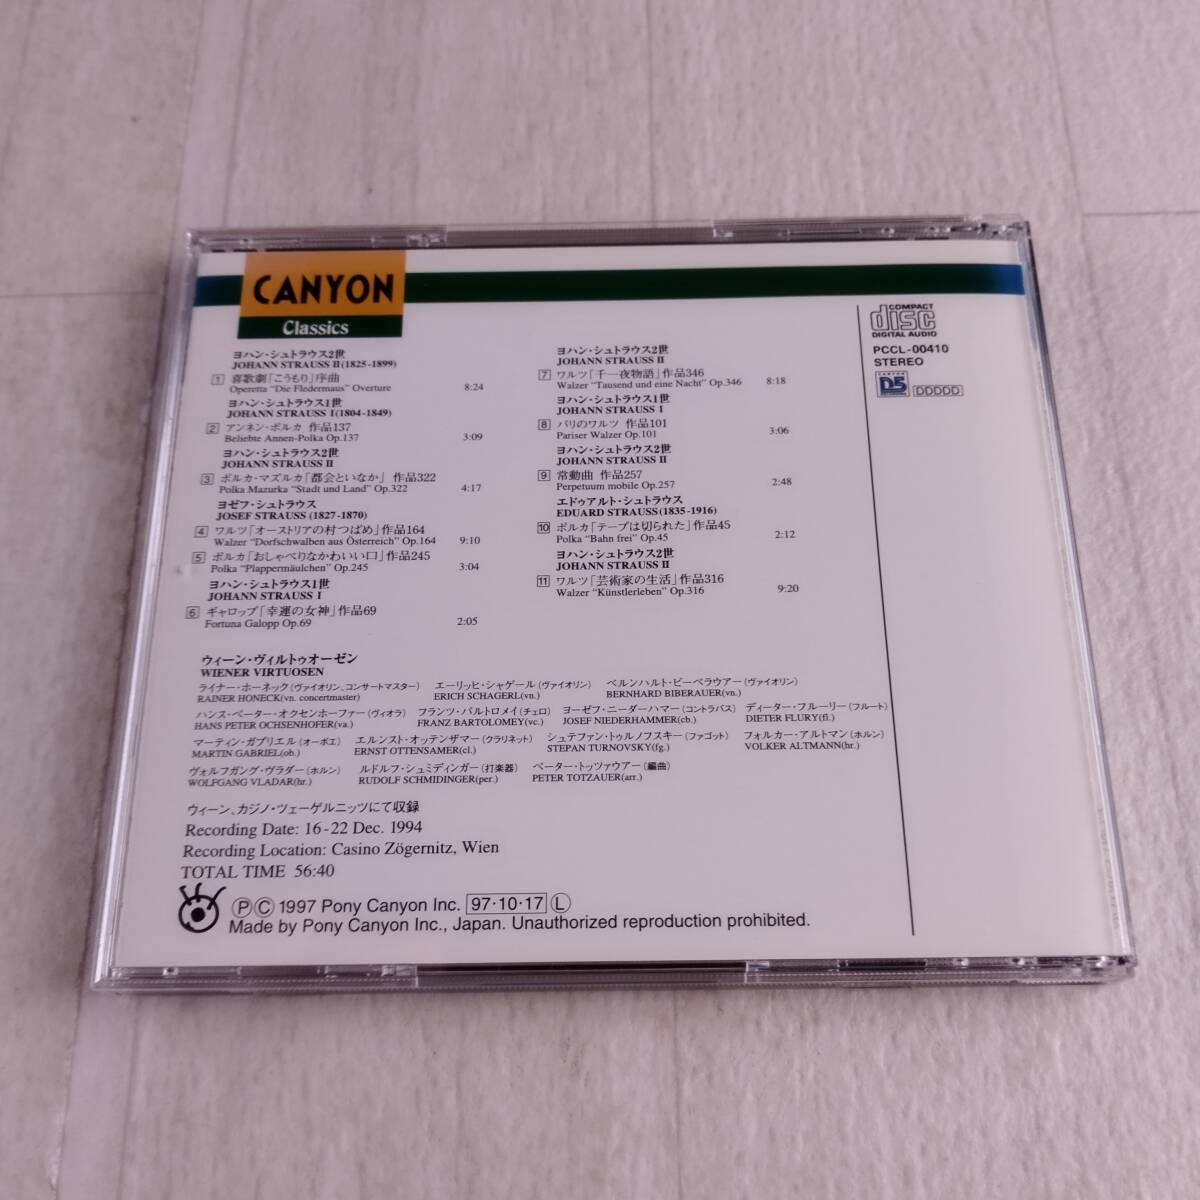 CANYON
Classics
ヨハン・シュトラウス2世
JOHANN STRAUSS II (1825-1899)
1 喜歌劇「こうもり」序曲
Operetta "Die Fledermaus" Overture 8:24
ヨハン・シュトラウス1世
JOHANN STRAUSS I (1804-1849)
2 アンネン・ポルカ 作品137
Beliebte Annen-Polka Op.137 3:09
ヨハン・シュトラウス2世
JOHANN STRAUSS II
3 ポルカ・マズルカ「都会といなか」作品322
Polka Mazurka "Stadt und Land" Op.322 4:17
ヨゼフ・シュトラウス
JOSEF STRAUSS (1827-1870)
4 ワルツ「オーストリアの村つばめ」作品164
Walzer "Dorfschwalben aus Österreich" Op.164 9:10
5 ポルカ「おしゃべりなかわいい口」作品245
Polka "Plappermäulchen" Op.245 3:04
ヨハン・シュトラウス1世
JOHANN STRAUSS I
6 ギャロップ「幸運の女神」作品69
Fortuna Galopp Op.69 2:05
ヨハン・シュトラウス2世
JOHANN STRAUSS II
7 ワルツ「千一夜物語」作品346
Walzer "Tausend und eine Nacht" Op.346 8:18
ヨハン・シュトラウス1世
JOHANN STRAUSS I
8 パリのワルツ 作品101
Pariser Walzer Op.101 3:06
ヨハン・シュトラウス2世
JOHANN STRAUSS II
9 常動曲 作品257
Perpetuum mobile Op.257 2:48
エドゥアルト・シュトラウス
EDUARD STRAUSS (1835-1916)
10 ポルカ「テープは切られた」作品45
Polka "Bahn frei" Op.45 2:12
ヨハン・シュトラウス2世
JOHANN STRAUSS II
11 ワルツ「芸術家の生活」作品316
Walzer "Künstlerleben" Op.316 9:20
COMPACT
disc
DIGITAL AUDIO
PCCL-00410
STEREO
D5 DDDDD
ウィーン・ヴィルトゥオーゼン
WIENER VIRTUOSEN
ライナー・ホーネック(ヴァイオリン、コンサートマスター) エーリッヒ・シャゲール(ヴァイオリン) ベルンハルト・ビーベラウアー(ヴァイオリン)
RAINER HONECK(vn. concertmaster) ERICH SCHAGERL(vn.) BERNHARD BIBERAUER(vn.)
ハンス・ペーター・オクセンホーファー(ヴィオラ) フランツ・バルトロメイ(チェロ) ヨーゼフ・ニーダーハマー(コントラバス) ディーター・フルーリー(フルート)
HANS PETER OCHSENHOFER(va.) FRANZ BARTOLOMEY(vc.) JOSEF NIEDERHAMMER(cb.) DIETER FLURY(fl.)
マーティン・ガブリエル(オーボエ) エルンスト・オッテンザマー(クラリネット) シュテファン・トゥルノフスキー(ファゴット) フォルカー・アルトマン(ホルン)
MARTIN GABRIEL(ob.) ERNST OTTENSAMER(cl.) STEPAN TURNOVSKY(fg.) VOLKER ALTMANN(hr.)
ヴォルフガング・ヴラダー(ホルン) ルドルフ・シュミディンガー(打楽器) ペーター・トッツァウアー(編曲)
WOLFGANG VLADAR(hr.) RUDOLF SCHMIDINGER(per.) PETER TOTZAUER(arr.)
ウィーン、カジノ・ツェーゲルニッツにて収録
Recording Date: 16-22 Dec. 1994
Recording Location: Casino Zögernitz, Wien
TOTAL TIME 56:40
Ⓟ Ⓒ 1997 Pony Canyon Inc. 97・10・17 Ⓛ
Made by Pony Canyon Inc., Japan. Unauthorized reproduction prohibited.